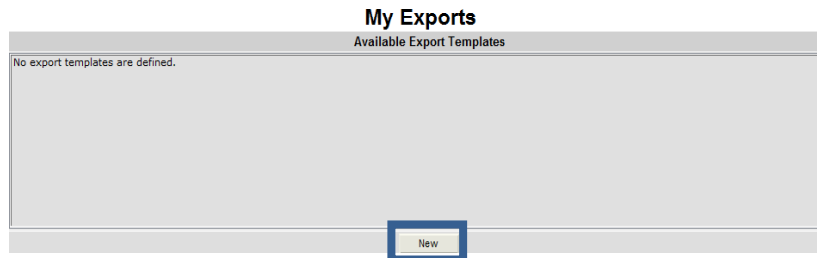 My Exports
Available Export Templates
No export templates are defined.
New